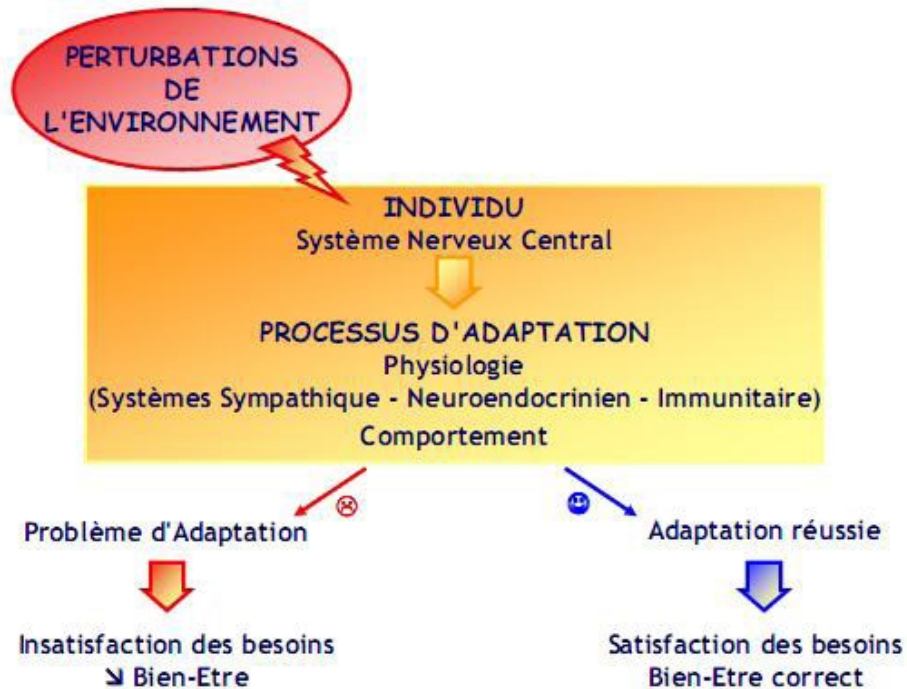 PERTURBATIONS
DE
L'ENVIRONNEMENT
INDIVIDU
Système Nerveux Central
PROCESSUS D'ADAPTATION
Physiologie
(Systèmes Sympathique - Neuroendocrinien - Immunitaire)
Comportement
Problème d'Adaptation
Adaptation réussie
Insatisfaction des besoins
↘ Bien-Etre
Satisfaction des besoins
Bien-Etre correct